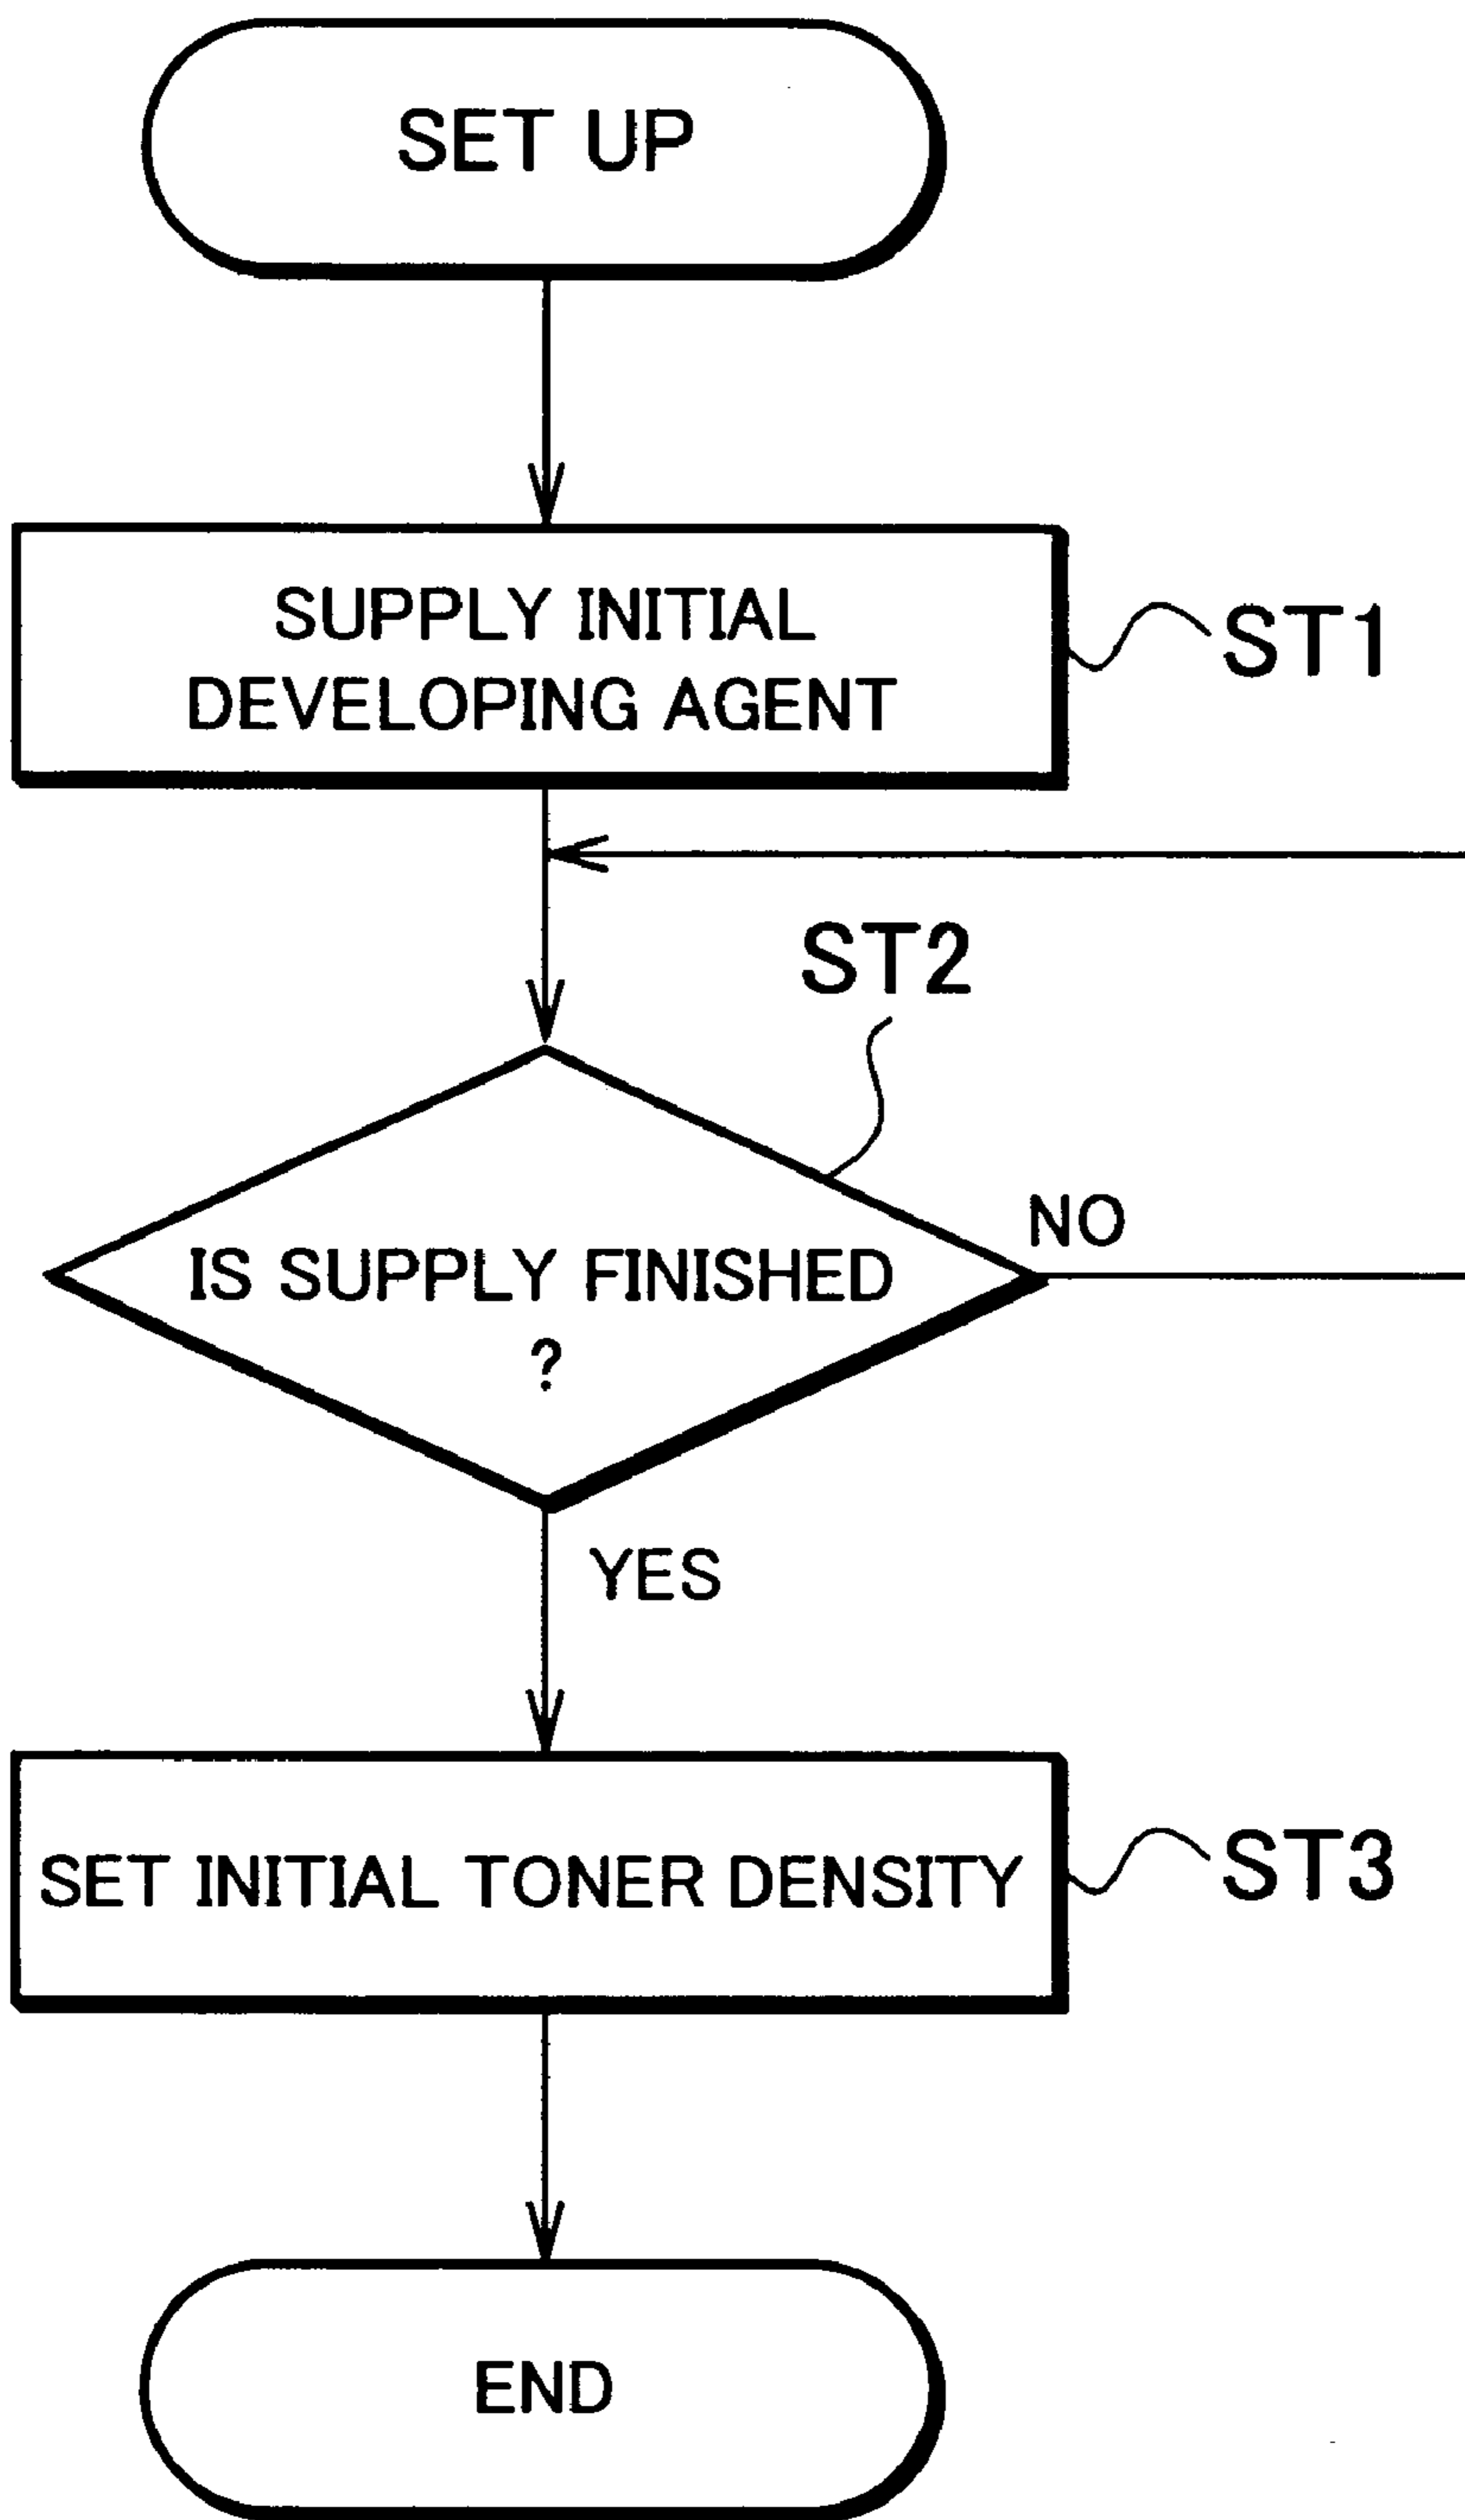 SET UP
SUPPLY INITIAL
DEVELOPING AGENT
ST1
ST2
NO
IS SUPPLY FINISHED
?
YES
SET INITIAL TONER DENSITY
ST3
END